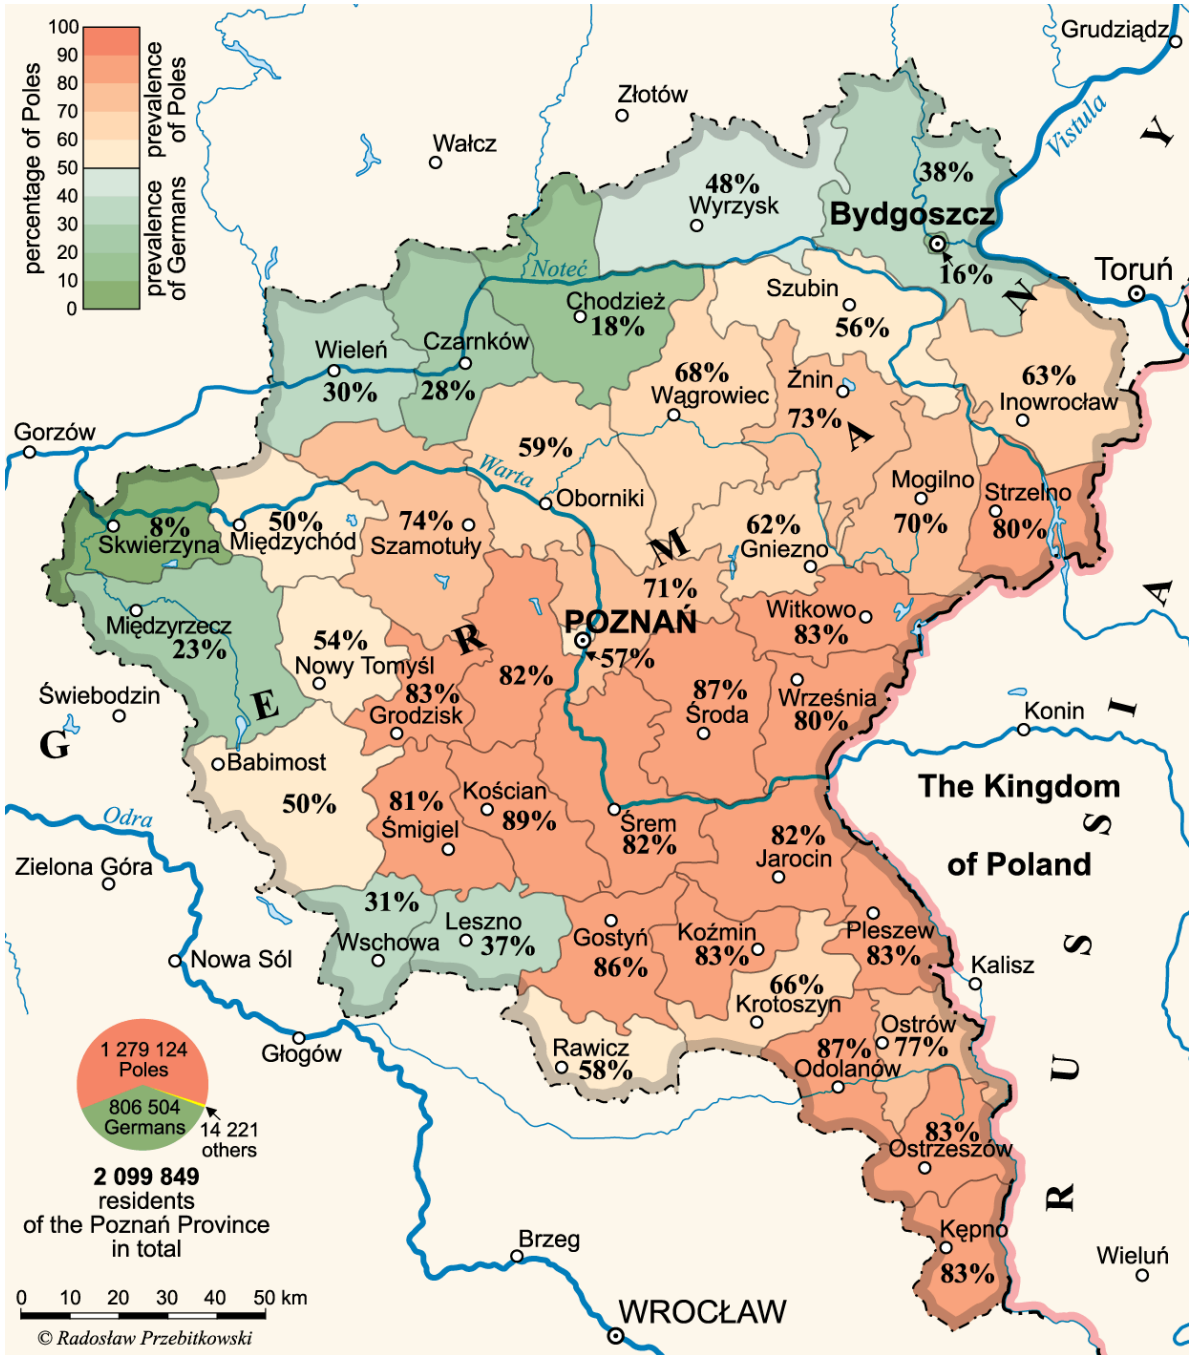 100
90
80
70
60
50
40
30
20
10
0
percentage of Poles
prevalence
of Poles
prevalence
of Germans
Grudziądz
Złotów
Wałcz
Vistula
Y
38%
48%
Wyrzysk
Bydgoszcz
16%
Toruń
N
Noteć
Chodzież
18%
Szubin
56%
Czarnków
28%
Wieleń
30%
68%
Wągrowiec
Żnin
73%
A
63%
Inowrocław
Gorzów
59%
Warta
Oborniki
Mogilno
70%
Strzelno
80%
8%
Skwierzyna
50%
Międzychód
74%
Szamotuły
62%
Gniezno
M
71%
A
Międzyrzecz
23%
54%
Nowy Tomyśl
R
POZNAŃ
57%
Witkowo
83%
82%
83%
Grodzisk
87%
Środa
Września
80%
Świebodzin
G
E
Konin
I
Babimost
50%
81%
Śmigiel
Kościan
89%
Śrem
82%
The Kingdom
of Poland
S
Odra
82%
Jarocin
Zielona Góra
31%
Wschowa
Leszno
37%
Gostyń
86%
Koźmin
83%
Pleszew
83%
S
Nowa Sól
Kalisz
66%
Krotoszyn
Głogów
Rawicz
58%
87%
Odolanów
Ostrów
77%
U
1 279 124
Poles
806 504
Germans
14 221
others
83%
Ostrzeszów
2 099 849
residents
of the Poznań Province
in total
R
Kępno
83%
Brzeg
Wieluń
0 10 20 30 40 50 km
WROCŁAW
© Radosław Przebitkowski